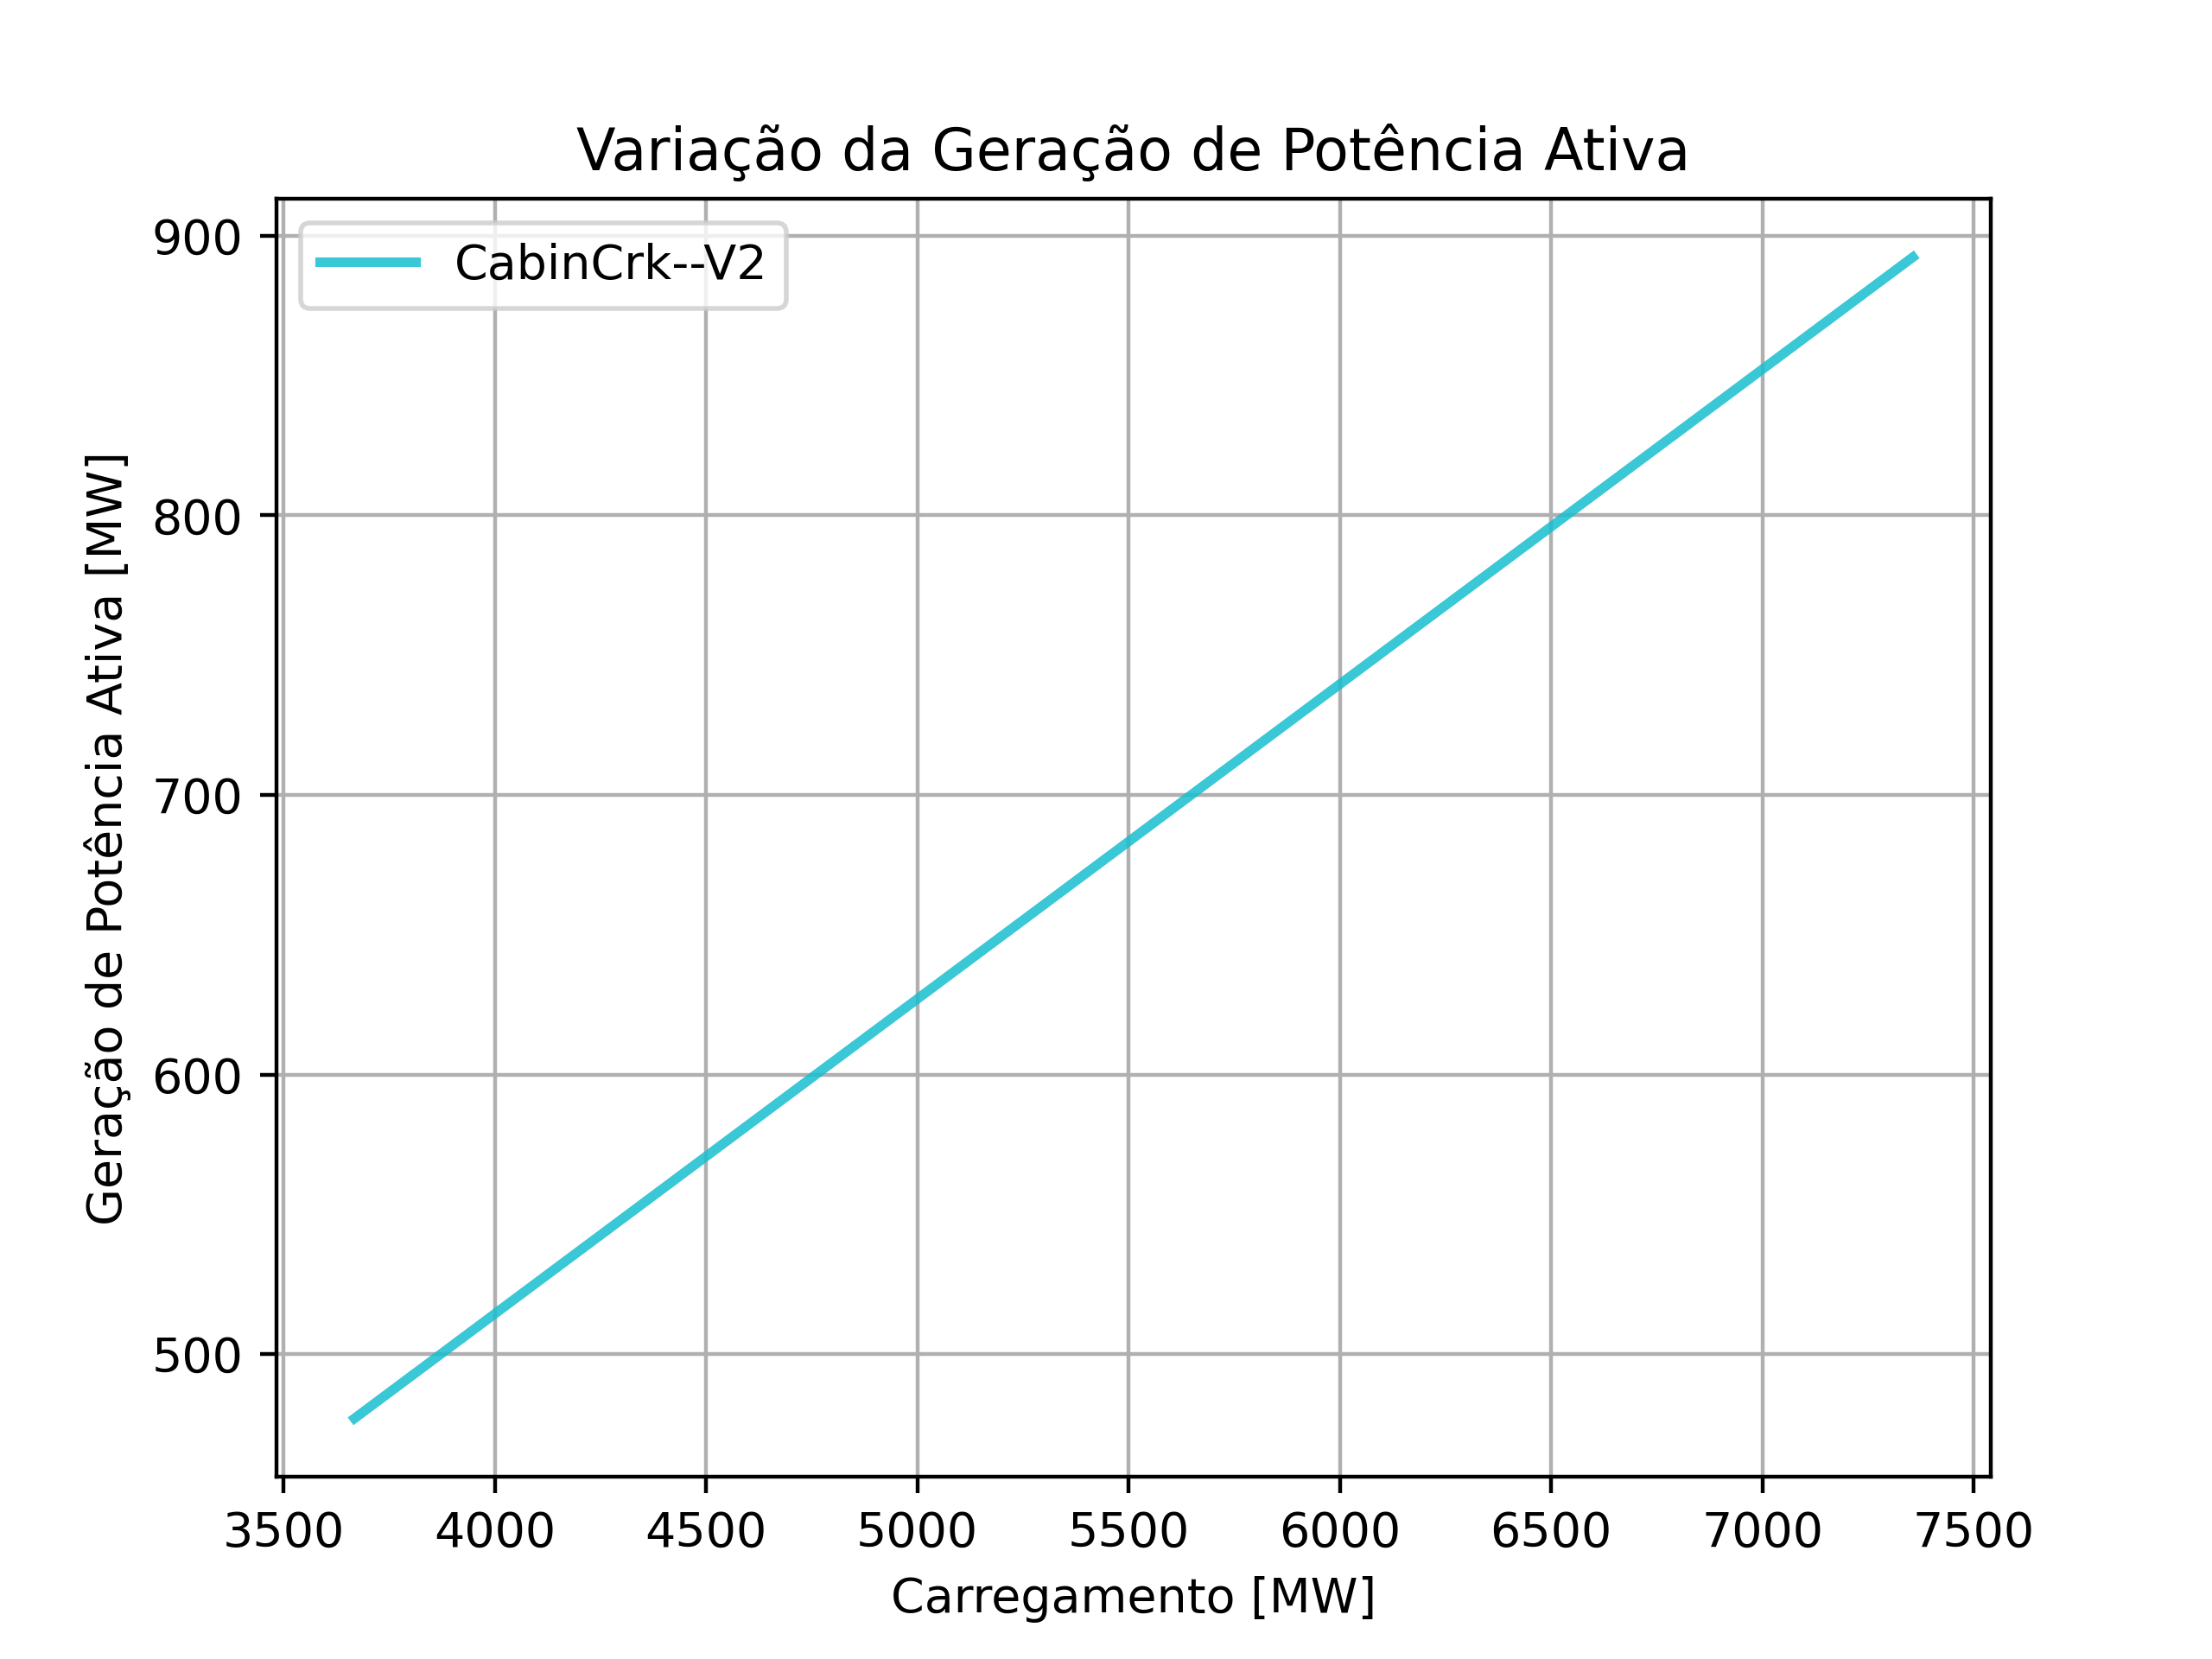 Variação da Geração de Potência Ativa
CabinCrk--V2
Geração de Potência Ativa [MW]
900
800
700
600
500
3500 4000 4500 5000 5500 6000 6500 7000 7500
Carregamento [MW]